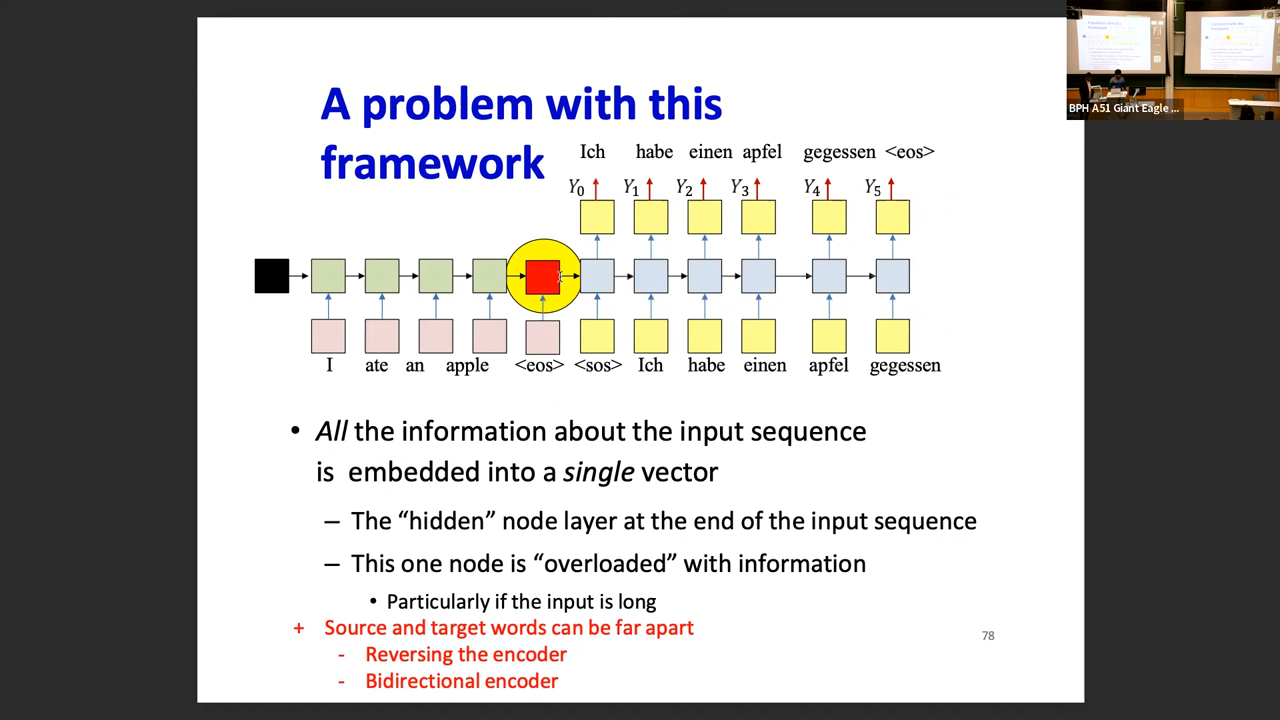 A problem with this
framework
Ich habe einen apfel gegessen <eos>
Y0 Y1 Y2 Y3 Y4 Y5
I ate an apple <eos> <sos> Ich habe einen apfel gegessen
• All the information about the input sequence
is embedded into a single vector
– The “hidden” node layer at the end of the input sequence
– This one node is “overloaded” with information
• Particularly if the input is long
+ Source and target words can be far apart
- Reversing the encoder
- Bidirectional encoder
78
BPH A51 Giant Eagle ...